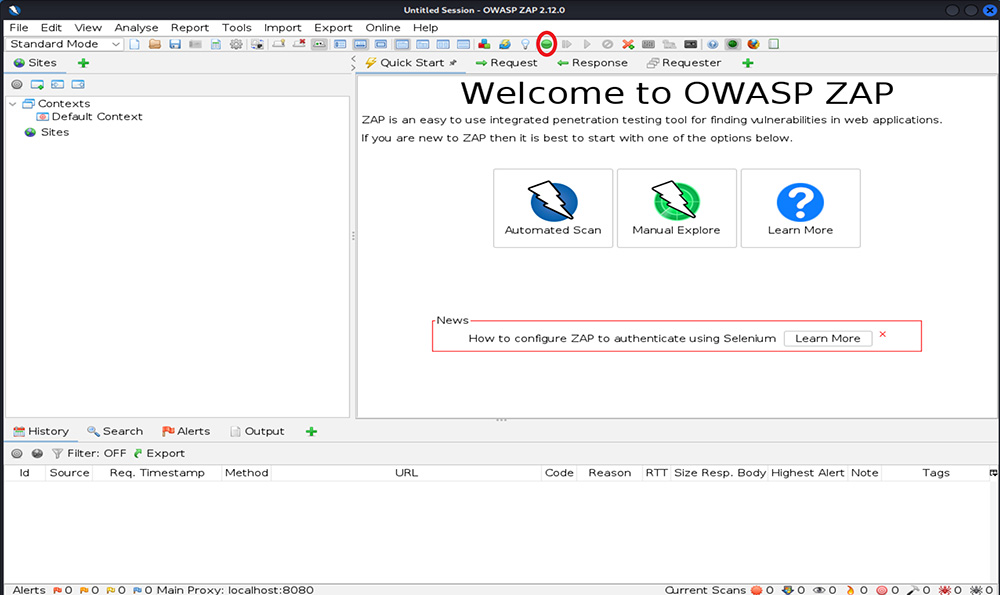 Untitled Session - OWASP ZAP 2.12.0
File Edit View Analyse Report Tools Import Export Online Help
Standard Mode
Sites
Quick Start Request Response Requester
Contexts
Default Context
Sites
Welcome to OWASP ZAP
ZAP is an easy to use integrated penetration testing tool for finding vulnerabilities in web applications.
If you are new to ZAP then it is best to start with one of the options below.
Automated Scan Manual Explore Learn More
News
How to configure ZAP to authenticate using Selenium Learn More
History Search Alerts Output
Filter: OFF Export
Id Source Req. Timestamp Method URL Code Reason RTT Size Resp. Body Highest Alert Note Tags
Alerts 0 0 0 0 Main Proxy: localhost:8080 Current Scans 0 0 0 0 0 0 0 0